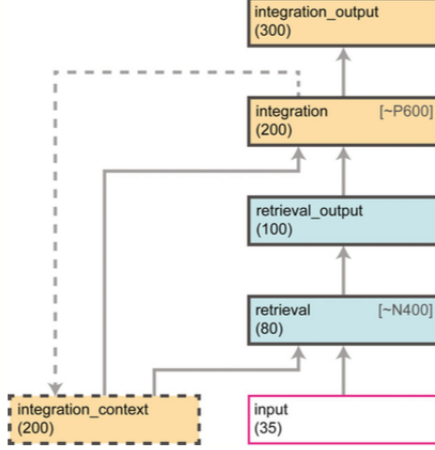 integration_output
(300)
integration [~P600]
(200)
retrieval_output
(100)
retrieval [~N400]
(80)
integration_context
(200)
input
(35)